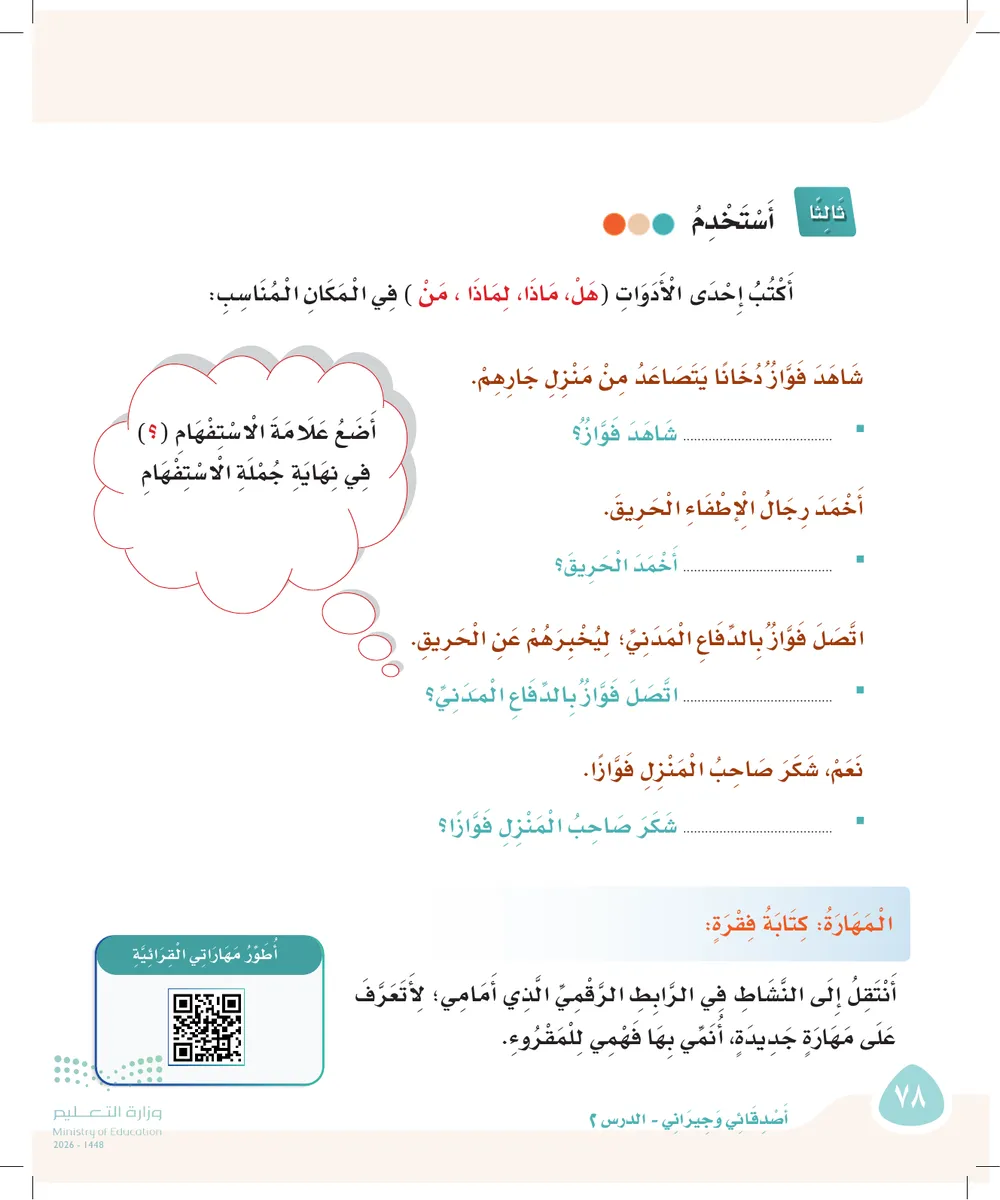 ثَالِثًا
أَسْتَخْدِمُ
أَكْتُبُ إِحْدَى الْأَدَوَاتِ (هَلْ، مَاذَا، لِمَاذَا ، مَنْ ) فِي الْمَكَانِ الْمُنَاسِبِ:
شَاهَدَ فَوَّازٌ دُخَانًا يَتَصَاعَدُ مِنْ مَنْزِلِ جَارِهِمْ.
▪ ........................................ شَاهَدَ فَوَّازٌ؟
أَضَعُ عَلَامَةَ الْاسْتِفْهَامِ (؟)
فِي نِهَايَةِ جُمْلَةِ الْاسْتِفْهَامِ
أَخْمَدَ رِجَالُ الْإِطْفَاءِ الْحَرِيقَ.
▪ ........................................ أَخْمَدَ الْحَرِيقَ؟
اتَّصَلَ فَوَّازٌ بِالدِّفَاعِ الْمَدَنِيِّ؛ لِيُخْبِرَهُمْ عَنِ الْحَرِيقِ.
▪ ........................................ اتَّصَلَ فَوَّازٌ بِالدِّفَاعِ الْمَدَنِيِّ؟
نَعَمْ، شَكَرَ صَاحِبُ الْمَنْزِلِ فَوَّازًا.
▪ ........................................ شَكَرَ صَاحِبُ الْمَنْزِلِ فَوَّازًا؟
الْمَهَارَةُ: كِتَابَةُ فِقْرَةٍ:
أَنْتَقِلُ إِلَى النَّشَاطِ فِي الرَّابِطِ الرَّقْمِيِّ الَّذِي أَمَامِي؛ لِأَتَعَرَّفَ
عَلَى مَهَارَةٍ جَدِيدَةٍ، أُنَمِّي بِهَا فَهْمِي لِلْمَقْرُوءِ.
أُطَوِّرُ مَهَارَاتِي الْقِرَائِيَّةِ
٧٨
أَصْدِقَائِي وَجِيرَانِي - الدرس ٢
وزارة التعـــليم
Ministry of Education
2026 - 1448